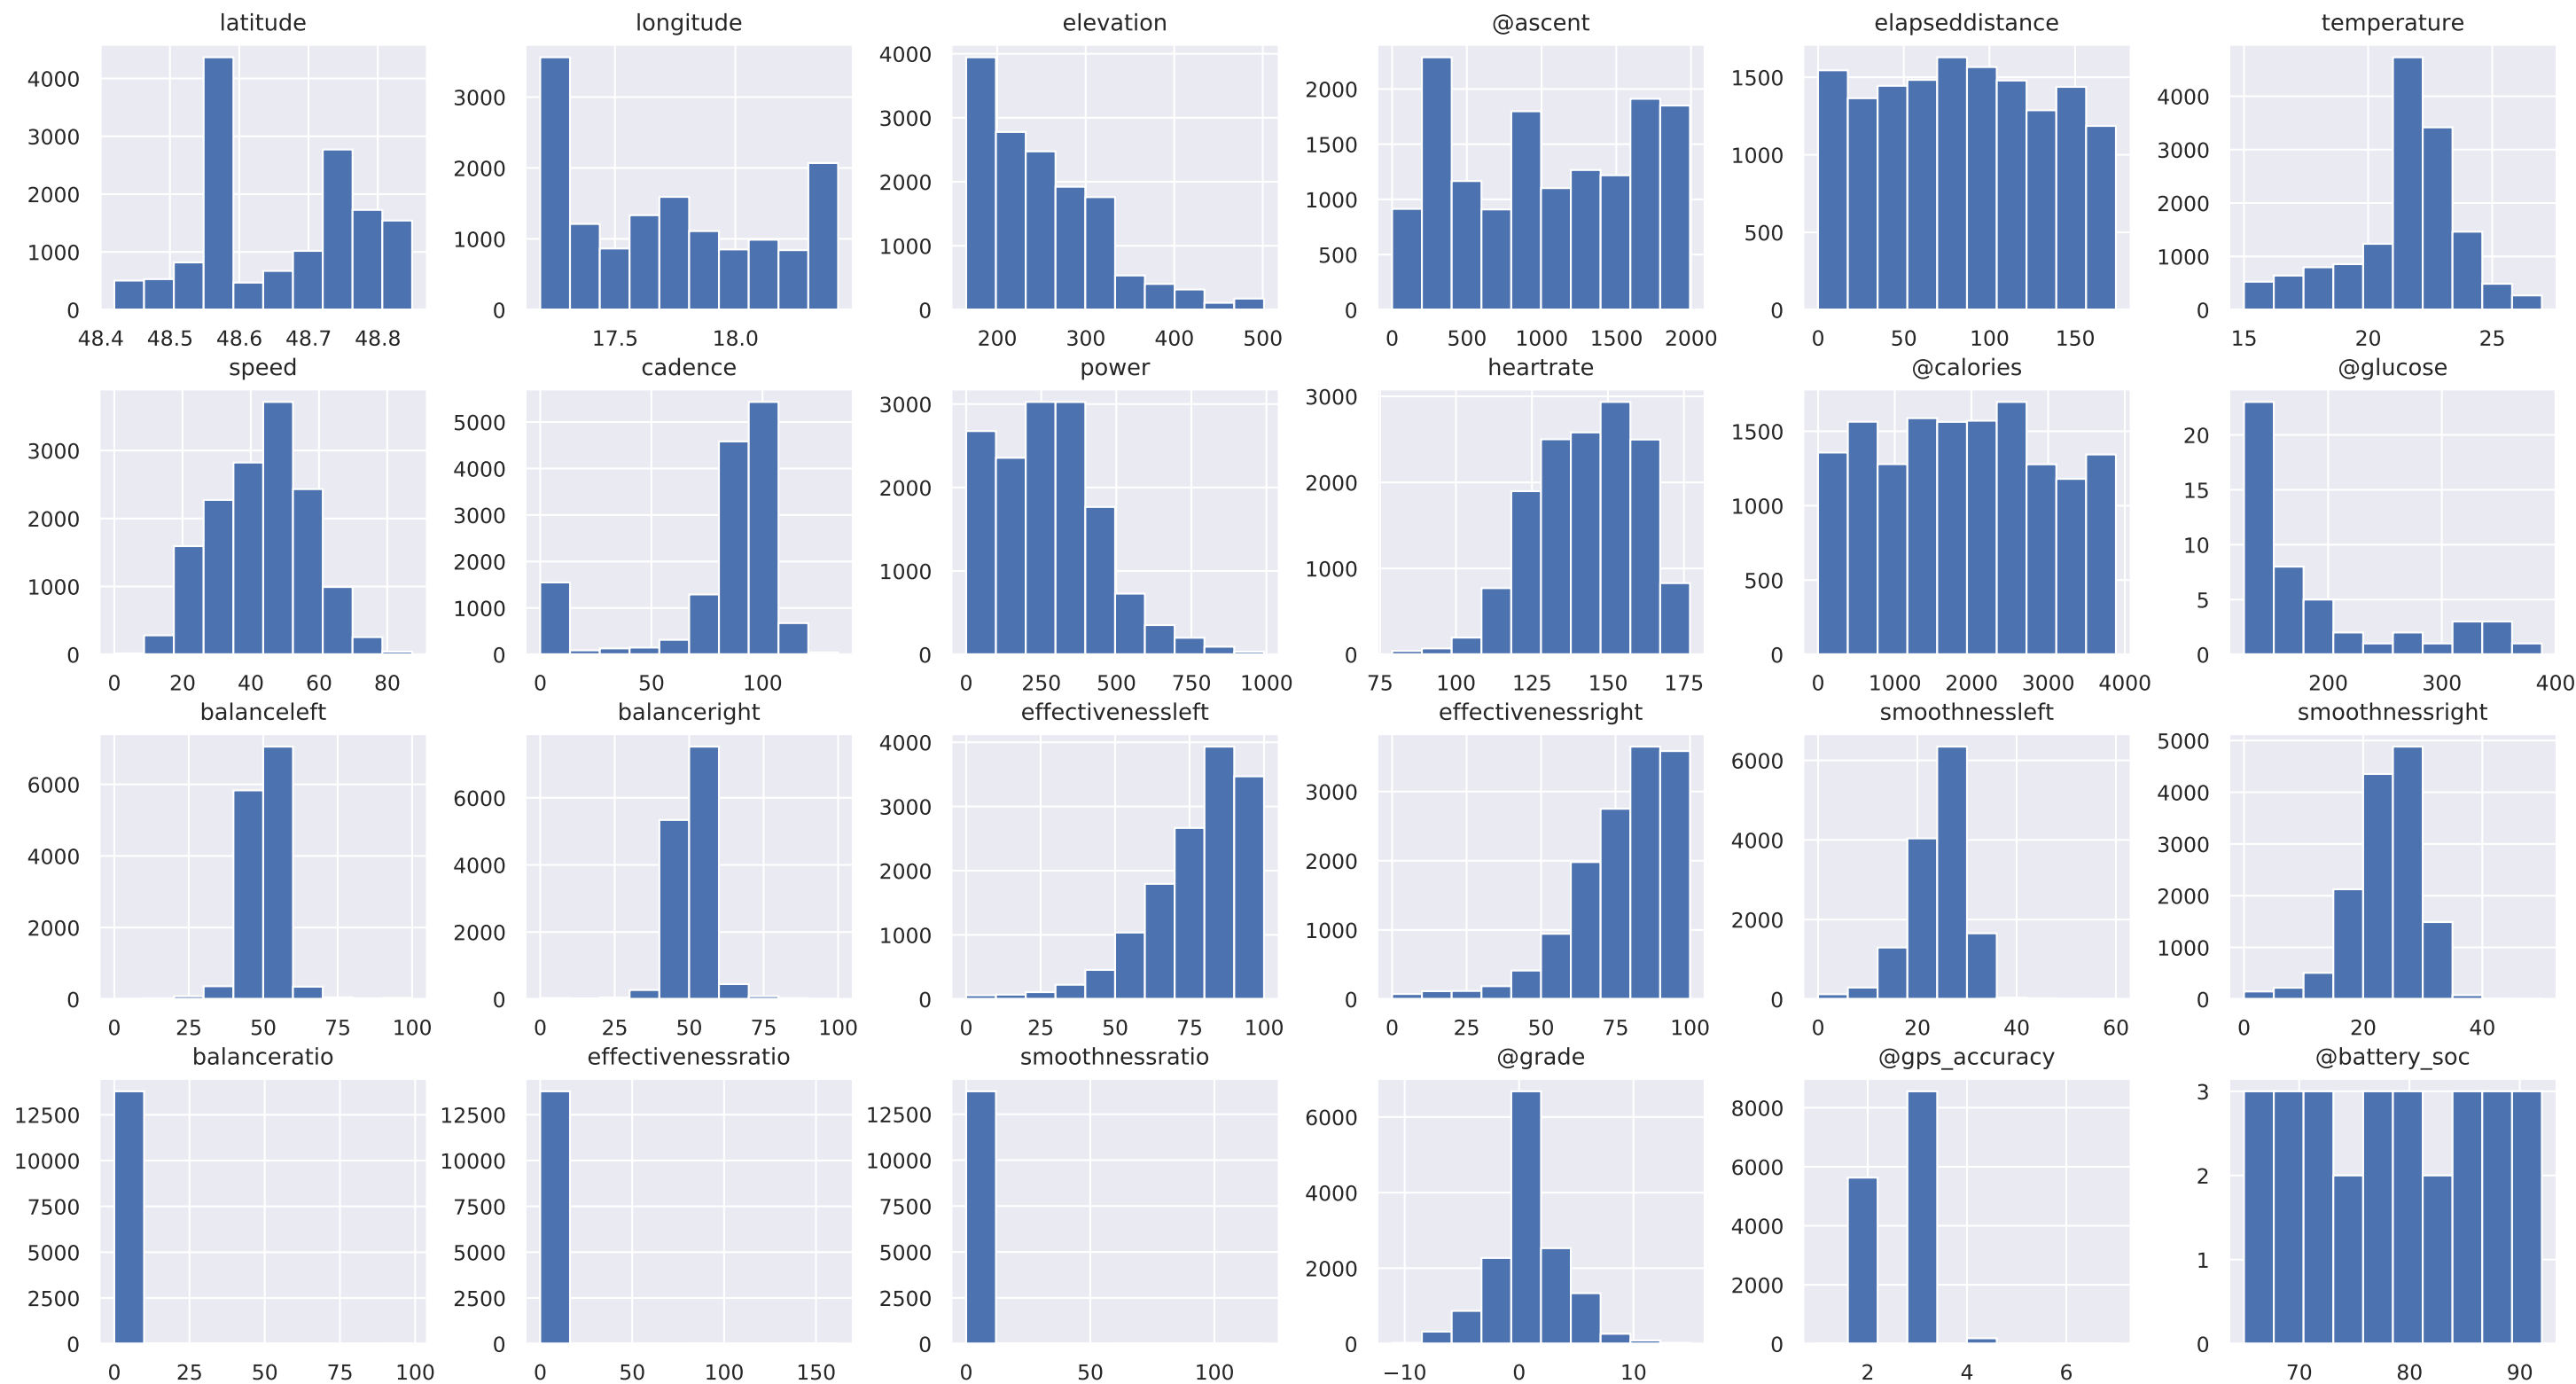 latitude longitude elevation @ascent elapseddistance temperature
4000 3000 2000 1000 0
48.4 48.5 48.6 48.7 48.8
3000 2000 1000 0
17.5 18.0
4000 3000 2000 1000 0
200 300 400 500
2000 1500 1000 500 0
0 500 1000 1500 2000
1500 1000 500 0
0 50 100 150
4000 3000 2000 1000 0
15 20 25
speed cadence power heartrate @calories @glucose
3000 2000 1000 0
0 20 40 60 80
5000 4000 3000 2000 1000 0
0 50 100
3000 2000 1000 0
0 250 500 750 1000
3000 2000 1000 0
75 100 125 150 175
1500 1000 500 0
0 1000 2000 3000 4000
20 15 10 5 0
200 300 400
balanceleft balanceright effectivenessleft effectivenessright smoothnessleft smoothnessright
6000 4000 2000 0
0 25 50 75 100
6000 4000 2000 0
0 25 50 75 100
4000 3000 2000 1000 0
0 25 50 75 100
3000 2000 1000 0
0 25 50 75 100
6000 4000 2000 0
0 20 40 60
5000 4000 3000 2000 1000 0
0 20 40
balanceratio effectivenessratio smoothnessratio @grade @gps_accuracy @battery_soc
12500 10000 7500 5000 2500 0
0 25 50 75 100
12500 10000 7500 5000 2500 0
0 50 100 150
12500 10000 7500 5000 2500 0
0 50 100
6000 4000 2000 0
−10 0 10
8000 6000 4000 2000 0
2 4 6
3 2 1 0
70 80 90